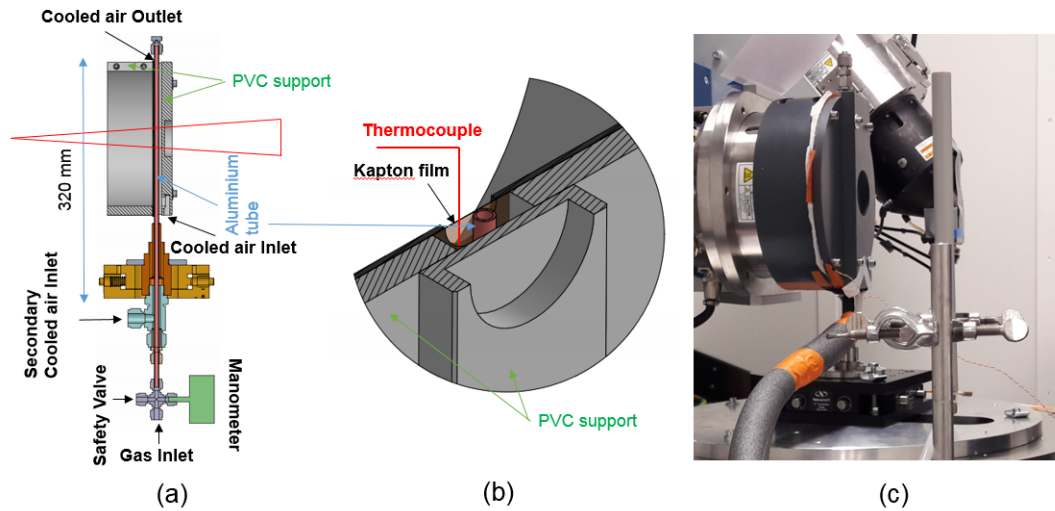 Cooled air Outlet
PVC support
320 mm
Aluminium
tube
Cooled air Inlet
Secondary
Cooled air Inlet
Safety Valve
Manometer
Gas Inlet
(a)
Thermocouple
Kapton film
PVC support
(b)
(c)